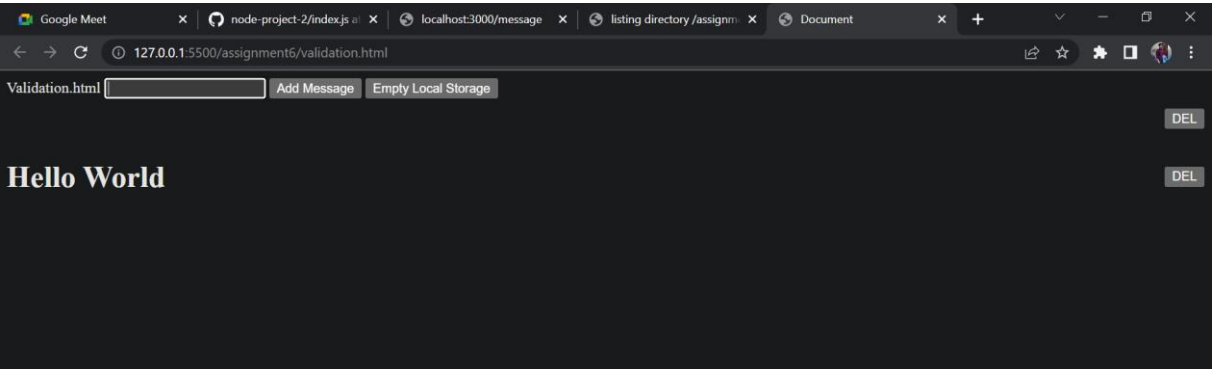 Google Meet
node-project-2/index.js at
localhost:3000/message
listing directory /assignm
Document
127.0.0.1:5500/assignment6/validation.html
Validation.html Add Message Empty Local Storage
DEL
Hello World DEL